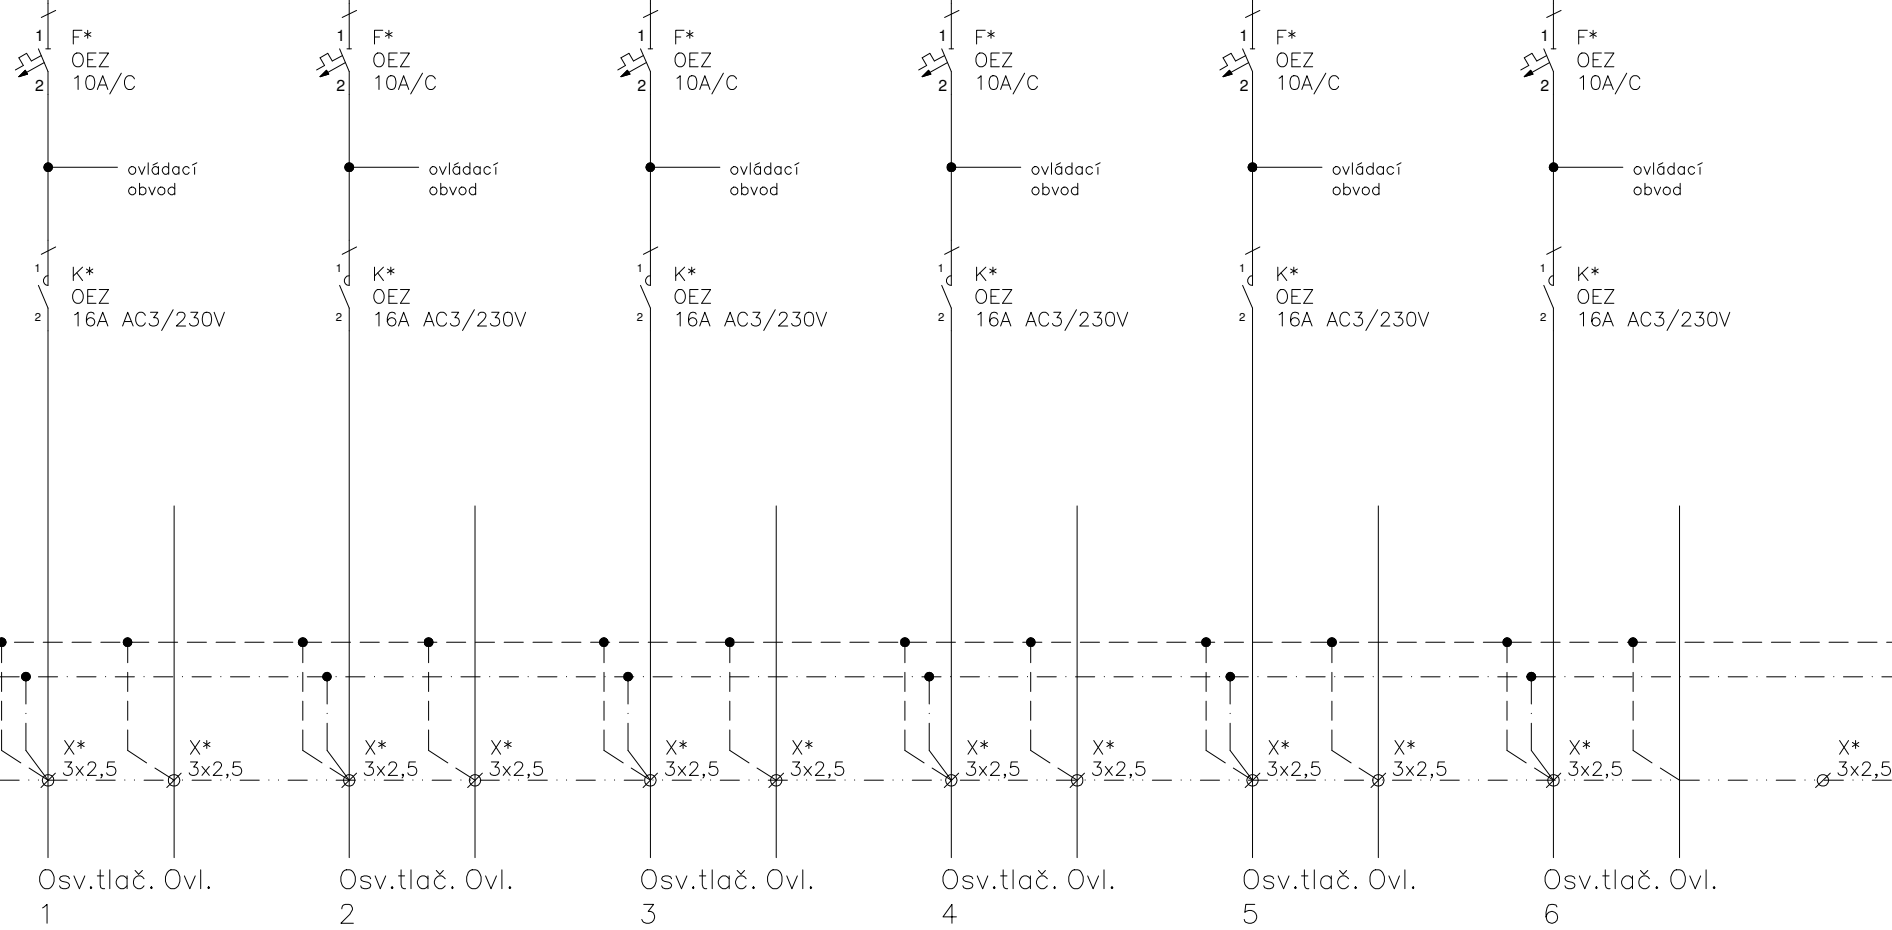 1 F* 1 F* 1 F* 1 F* 1 F* 1 F*
OEZ OEZ OEZ OEZ OEZ OEZ
2 10A/C 2 10A/C 2 10A/C 2 10A/C 2 10A/C 2 10A/C
ovládací ovládací ovládací ovládací ovládací ovládací
obvod obvod obvod obvod obvod obvod
1 K* 1 K* 1 K* 1 K* 1 K* 1 K*
OEZ OEZ OEZ OEZ OEZ OEZ
2 16A AC3/230V 2 16A AC3/230V 2 16A AC3/230V 2 16A AC3/230V 2 16A AC3/230V 2 16A AC3/230V
X* X* X* X* X* X* X* X* X* X* X* X*
3x2,5 3x2,5 3x2,5 3x2,5 3x2,5 3x2,5 3x2,5 3x2,5 3x2,5 3x2,5 3x2,5 3x2,5
Osv.tlač. Ovl. Osv.tlač. Ovl. Osv.tlač. Ovl. Osv.tlač. Ovl. Osv.tlač. Ovl. Osv.tlač. Ovl.
1 2 3 4 5 6